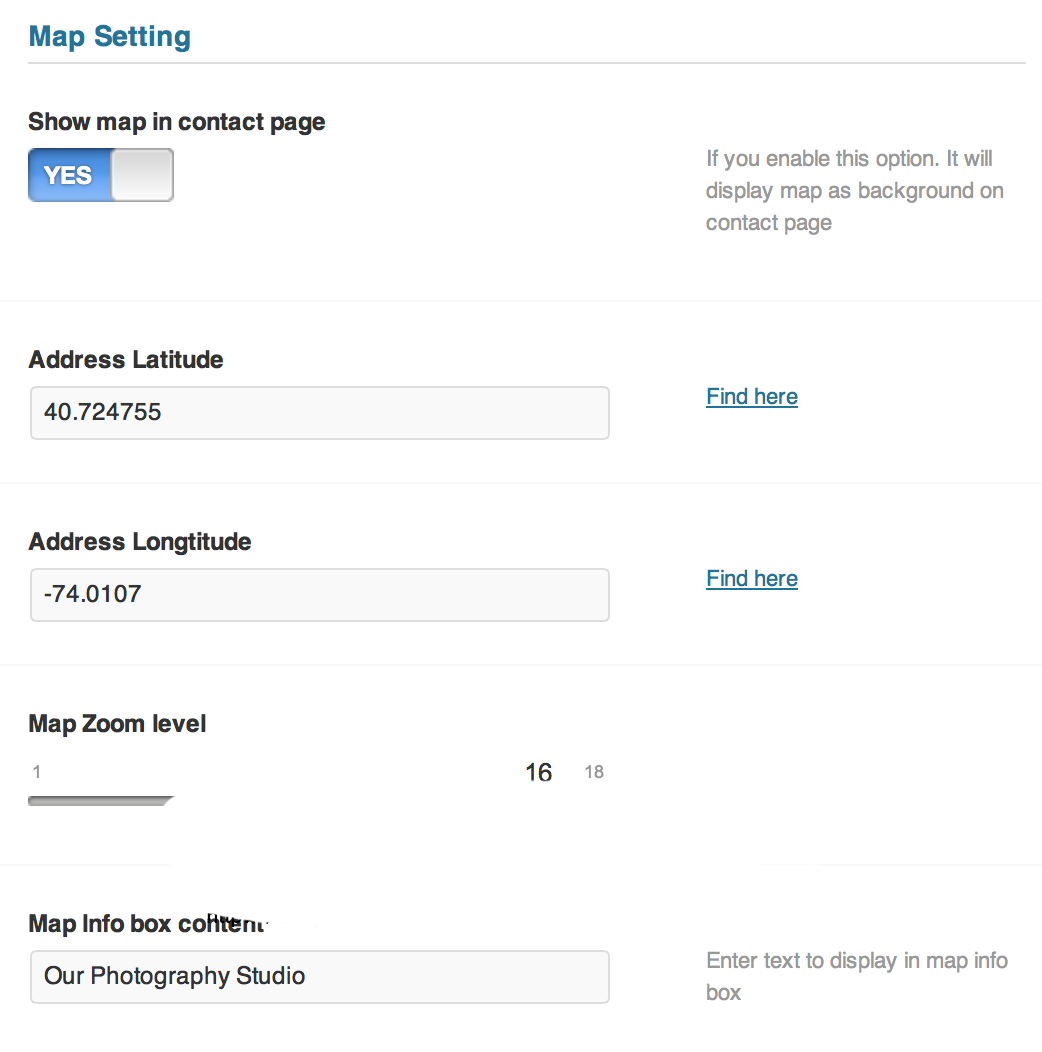 Map Setting
Show map in contact page
YES
If you enable this option. It will
display map as background on
contact page
Address Latitude
40.724755
Find here
Address Longtitude
-74.0107
Find here
Map Zoom level
1 16 18
Map Info box content
Our Photography Studio
Enter text to display in map info
box